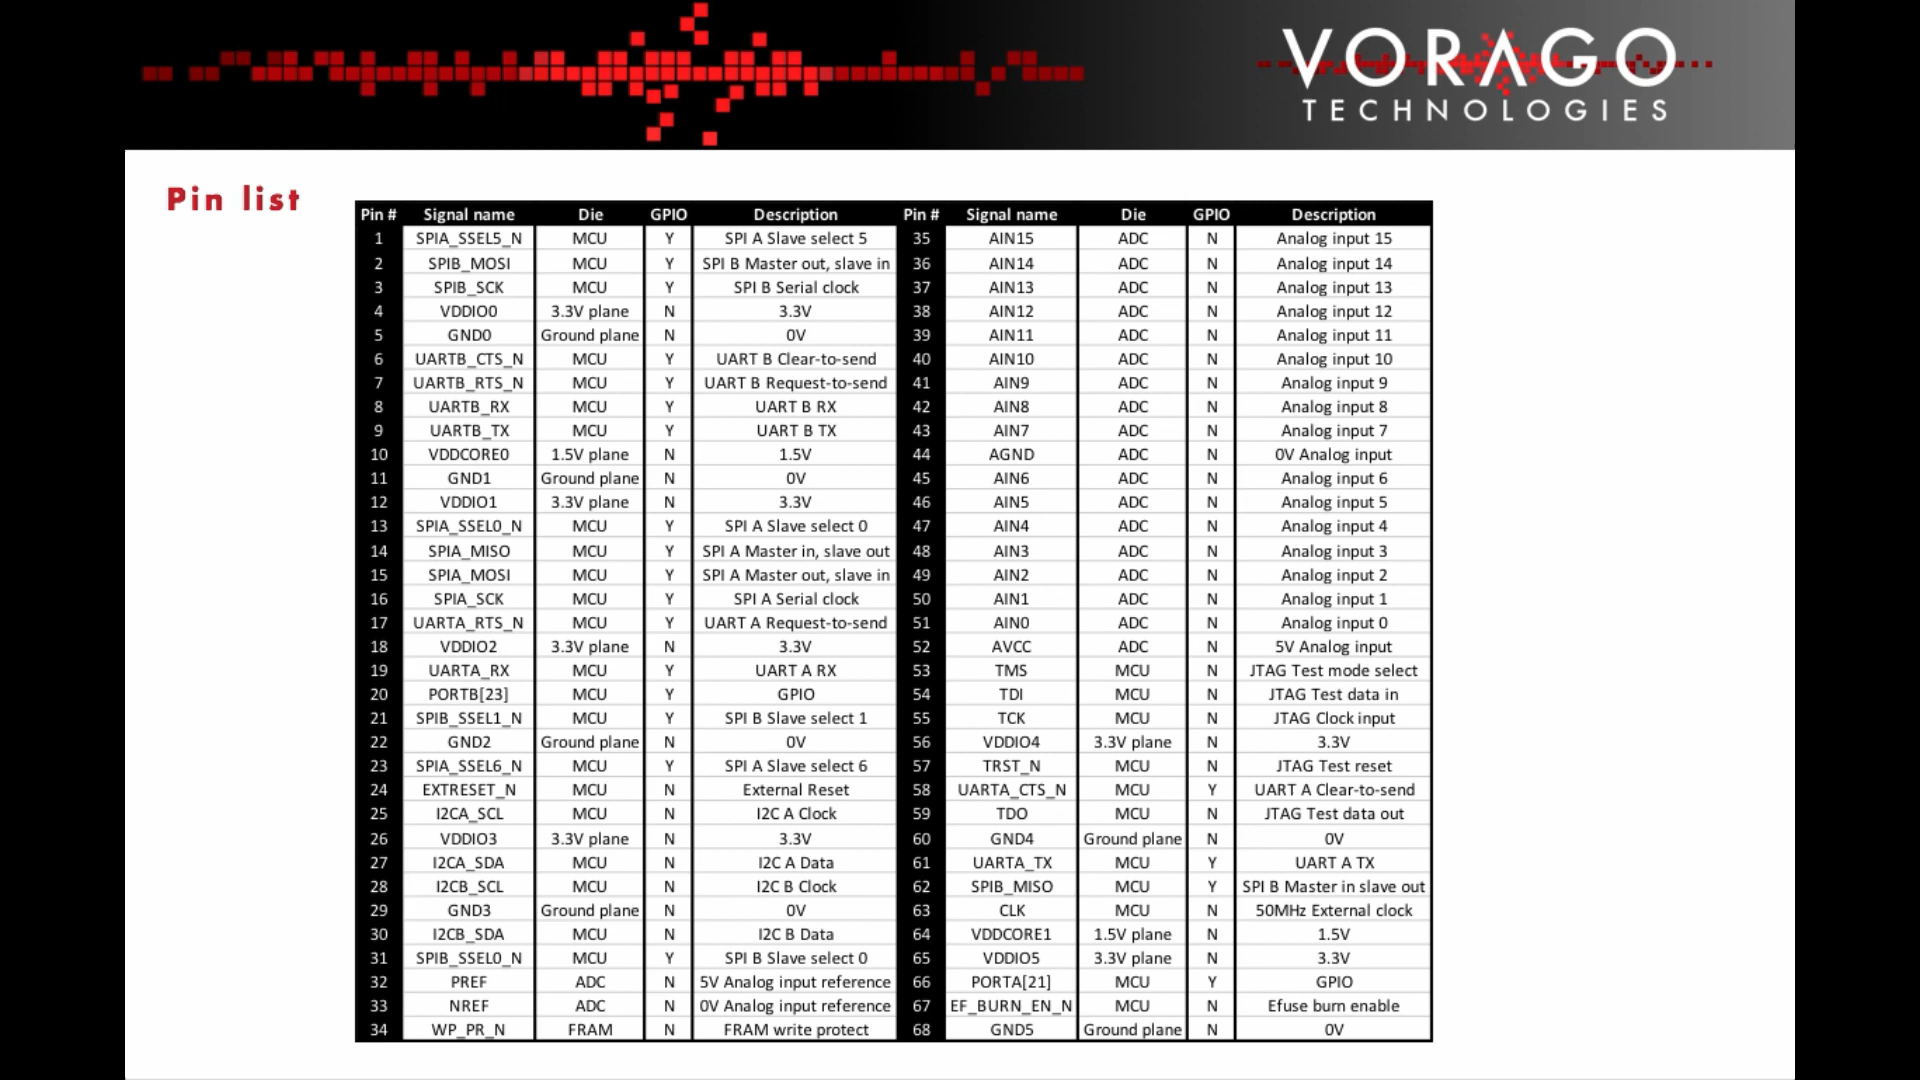 VORAGO
TECHNOLOGIES
Pin list
Pin # Signal name Die GPIO Description Pin # Signal name Die GPIO Description
1 SPIA_SSEL5_N MCU Y SPI A Slave select 5 35 AIN15 ADC N Analog input 15
2 SPIB_MOSI MCU Y SPI B Master out, slave in 36 AIN14 ADC N Analog input 14
3 SPIB_SCK MCU Y SPI B Serial clock 37 AIN13 ADC N Analog input 13
4 VDDIO0 3.3V plane N 3.3V 38 AIN12 ADC N Analog input 12
5 GND0 Ground plane N 0V 39 AIN11 ADC N Analog input 11
6 UARTB_CTS_N MCU Y UART B Clear-to-send 40 AIN10 ADC N Analog input 10
7 UARTB_RTS_N MCU Y UART B Request-to-send 41 AIN9 ADC N Analog input 9
8 UARTB_RX MCU Y UART B RX 42 AIN8 ADC N Analog input 8
9 UARTB_TX MCU Y UART B TX 43 AIN7 ADC N Analog input 7
10 VDDCORE0 1.5V plane N 1.5V 44 AGND ADC N 0V Analog input
11 GND1 Ground plane N 0V 45 AIN6 ADC N Analog input 6
12 VDDIO1 3.3V plane N 3.3V 46 AIN5 ADC N Analog input 5
13 SPIA_SSEL0_N MCU Y SPI A Slave select 0 47 AIN4 ADC N Analog input 4
14 SPIA_MISO MCU Y SPI A Master in, slave out 48 AIN3 ADC N Analog input 3
15 SPIA_MOSI MCU Y SPI A Master out, slave in 49 AIN2 ADC N Analog input 2
16 SPIA_SCK MCU Y SPI A Serial clock 50 AIN1 ADC N Analog input 1
17 UARTA_RTS_N MCU Y UART A Request-to-send 51 AIN0 ADC N Analog input 0
18 VDDIO2 3.3V plane N 3.3V 52 AVCC ADC N 5V Analog input
19 UARTA_RX MCU Y UART A RX 53 TMS MCU N JTAG Test mode select
20 PORTB[23] MCU Y GPIO 54 TDI MCU N JTAG Test data in
21 SPIB_SSEL1_N MCU Y SPI B Slave select 1 55 TCK MCU N JTAG Clock input
22 GND2 Ground plane N 0V 56 VDDIO4 3.3V plane N 3.3V
23 SPIA_SSEL6_N MCU Y SPI A Slave select 6 57 TRST_N MCU N JTAG Test reset
24 EXTRESET_N MCU N External Reset 58 UARTA_CTS_N MCU Y UART A Clear-to-send
25 I2CA_SCL MCU N I2C A Clock 59 TDO MCU N JTAG Test data out
26 VDDIO3 3.3V plane N 3.3V 60 GND4 Ground plane N 0V
27 I2CA_SDA MCU N I2C A Data 61 UARTA_TX MCU Y UART A TX
28 I2CB_SCL MCU N I2C B Clock 62 SPIB_MISO MCU Y SPI B Master in slave out
29 GND3 Ground plane N 0V 63 CLK MCU N 50MHz External clock
30 I2CB_SDA MCU N I2C B Data 64 VDDCORE1 1.5V plane N 1.5V
31 SPIB_SSEL0_N MCU Y SPI B Slave select 0 65 VDDIO5 3.3V plane N 3.3V
32 PREF ADC N 5V Analog input reference 66 PORTA[21] MCU Y GPIO
33 NREF ADC N 0V Analog input reference 67 EF_BURN_EN_N MCU N Efuse burn enable
34 WP_PR_N FRAM N FRAM write protect 68 GND5 Ground plane N 0V